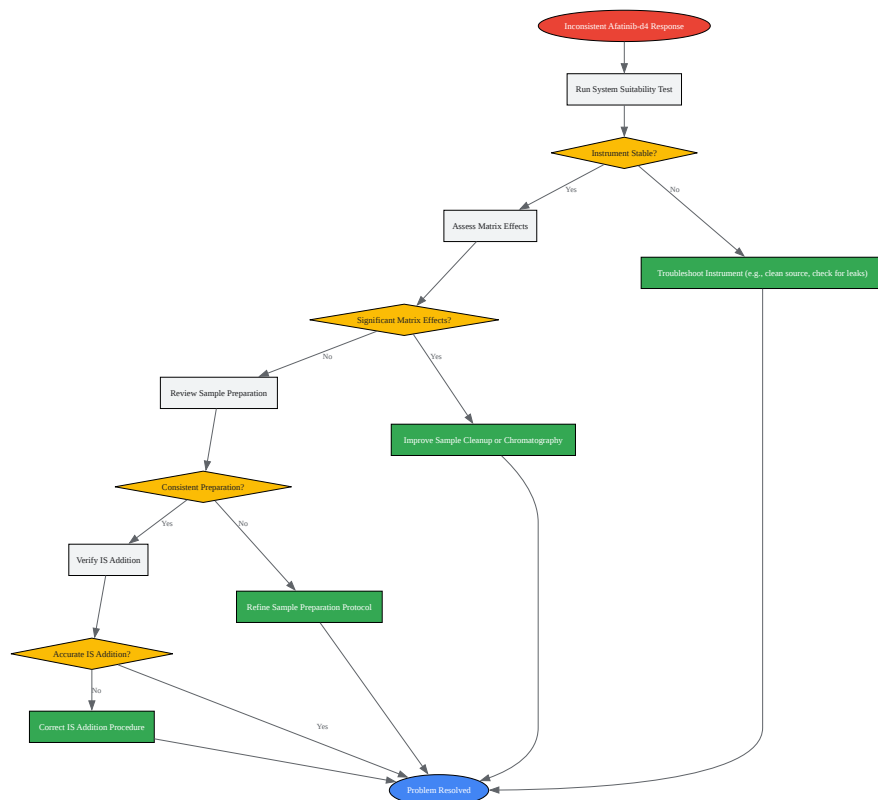 Inconsistent Afatinib-d4 Response
Run System Suitability Test
Instrument Stable?
Yes
No
Assess Matrix Effects
Troubleshoot Instrument (e.g., clean source, check for leaks)
Significant Matrix Effects?
No
Yes
Review Sample Preparation
Improve Sample Cleanup or Chromatography
Consistent Preparation?
Yes
No
Verify IS Addition
Refine Sample Preparation Protocol
Accurate IS Addition?
No
Yes
Correct IS Addition Procedure
Problem Resolved